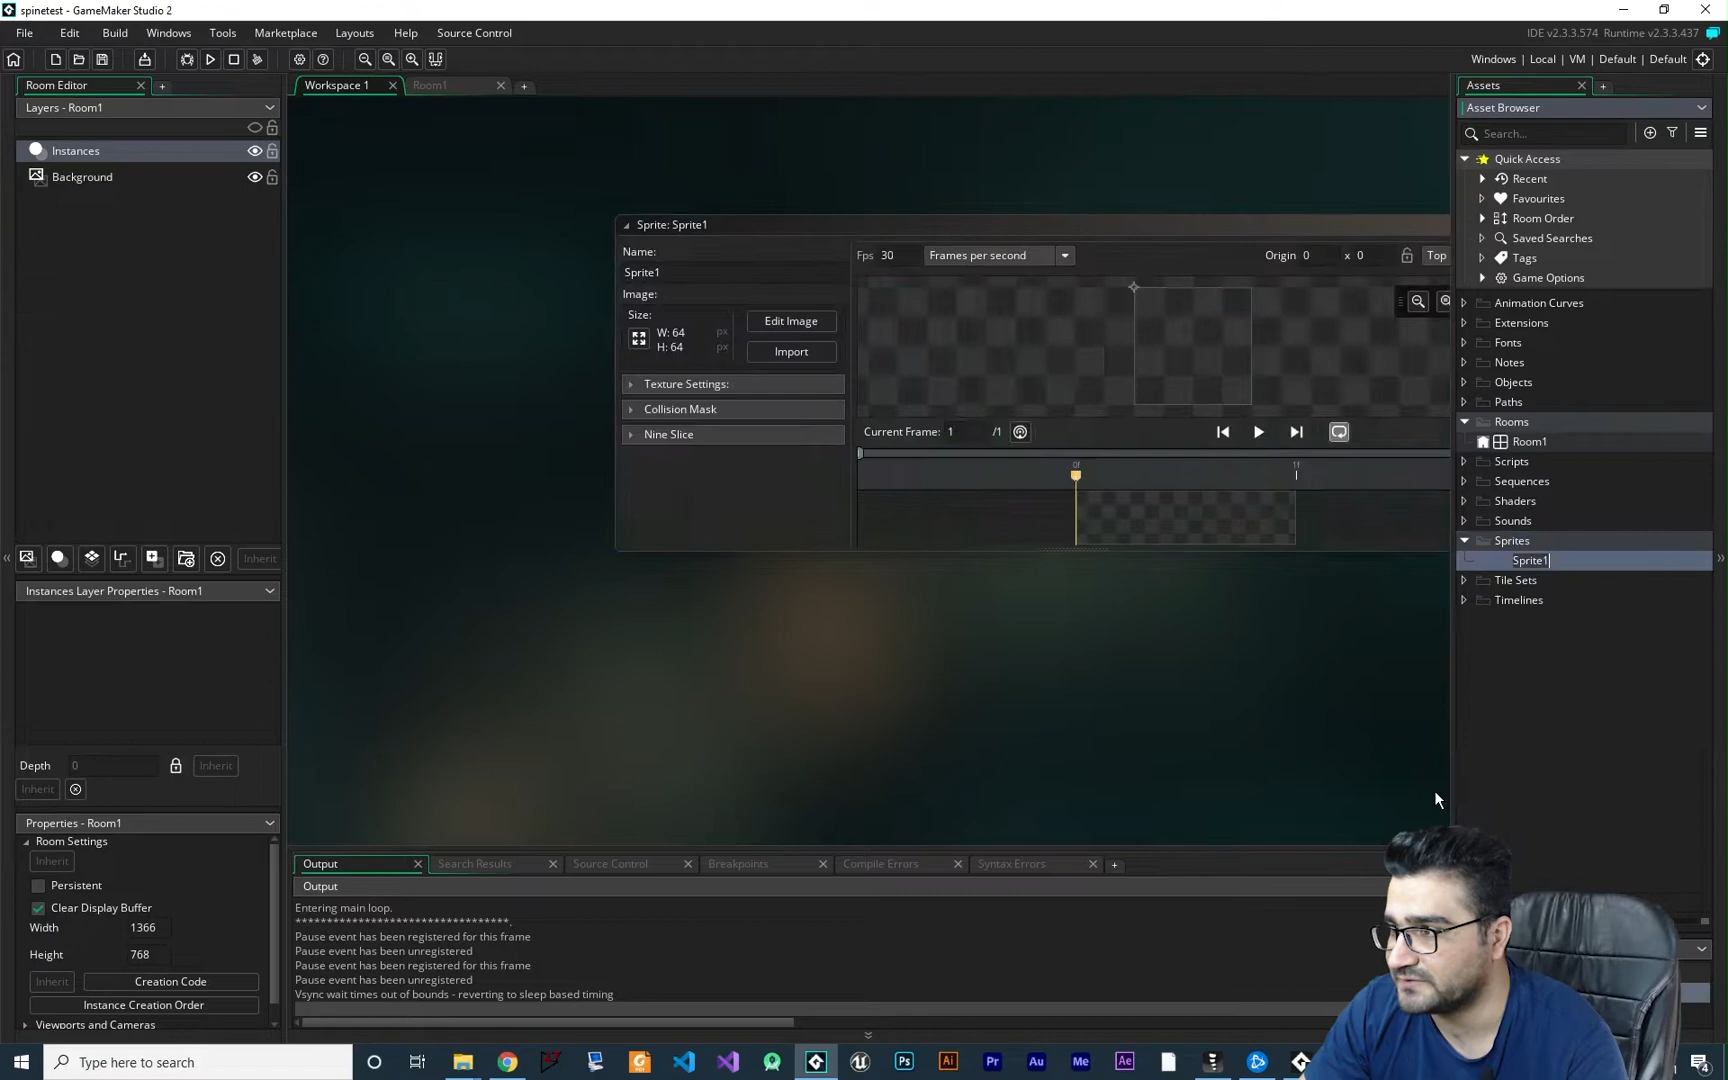 spinetest - GameMaker Studio 2
File Edit Build Windows Tools Marketplace Layouts Help Source Control
IDE v2.3.3.574 Runtime v2.3.3.437
Windows | Local | VM | Default | Default
Room Editor
Workspace 1
Room1
Assets
Layers - Room1
Asset Browser
Search...
Instances
Background
Quick Access
Recent
Favourites
Room Order
Saved Searches
Tags
Game Options
Animation Curves
Extensions
Fonts
Notes
Objects
Paths
Rooms
Room1
Scripts
Sequences
Shaders
Sounds
Sprites
Sprite1
Tile Sets
Timelines
Sprite: Sprite1
Name:
Sprite1
Image:
Size:
W: 64 px
H: 64 px
Edit Image
Import
Texture Settings:
Collision Mask
Nine Slice
Fps 30 Frames per second
Origin 0 x 0 Top
Current Frame: 1 /1
0f 1f
Inherit
Instances Layer Properties - Room1
Depth 0 Inherit
Inherit
Properties - Room1
Room Settings
Inherit
Persistent
Clear Display Buffer
Width 1366
Height 768
Inherit Creation Code
Instance Creation Order
Viewports and Cameras
Output Search Results Source Control Breakpoints Compile Errors Syntax Errors
Output
Entering main loop.
***********************************.
Pause event has been registered for this frame
Pause event has been unregistered
Pause event has been registered for this frame
Pause event has been unregistered
Vsync wait times out of bounds - reverting to sleep based timing
Type here to search
Ps Ai Pr Au Me Ae
4